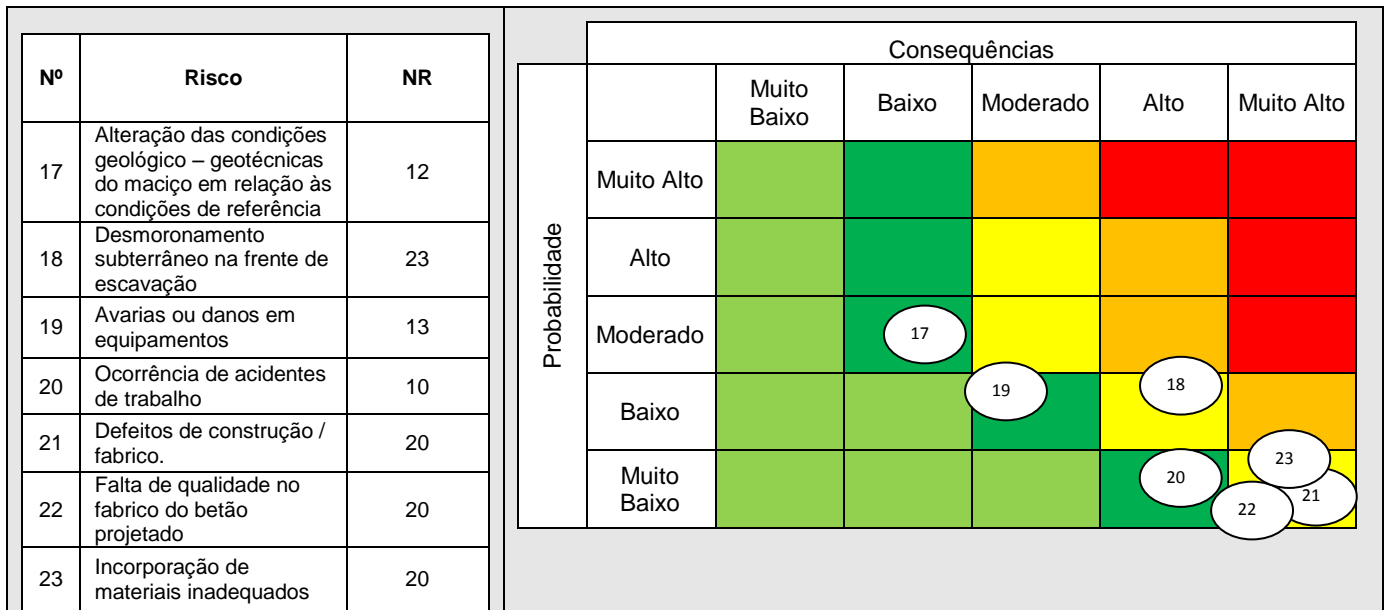 Nº Risco NR
17 Alteração das condições
geológico – geotécnicas
do maciço em relação às
condições de referência 12
18 Desmoronamento
subterrâneo na frente de
escavação 23
19 Avarias ou danos em
equipamentos 13
20 Ocorrência de acidentes
de trabalho 10
21 Defeitos de construção /
fabrico. 20
22 Falta de qualidade no
fabrico do betão
projetado 20
23 Incorporação de
materiais inadequados 20
Consequências
Muito
Baixo
Baixo
Moderado
Alto
Muito Alto
Probabilidade
Muito Alto
Alto
Moderado
17
Baixo
19
18
Muito
Baixo
20
23
22
21